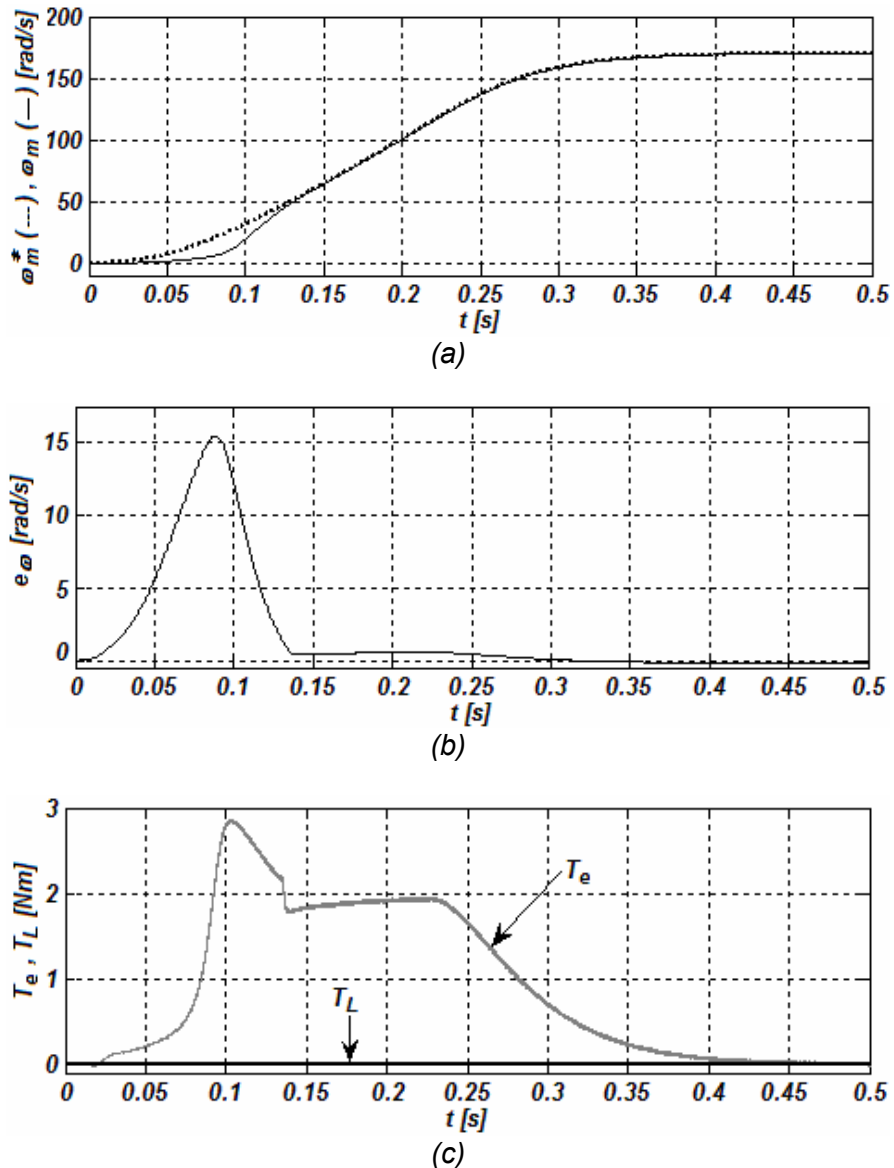 200
150
100
50
0
ω*m (---) , ωm (—) [rad/s]
0 0.05 0.1 0.15 0.2 0.25 0.3 0.35 0.4 0.45 0.5
t [s]
(a)
15
10
5
0
eω [rad/s]
0 0.05 0.1 0.15 0.2 0.25 0.3 0.35 0.4 0.45 0.5
t [s]
(b)
3
2
1
0
Te , TL [Nm]
Te
TL
0 0.05 0.1 0.15 0.2 0.25 0.3 0.35 0.4 0.45 0.5
t [s]
(c)